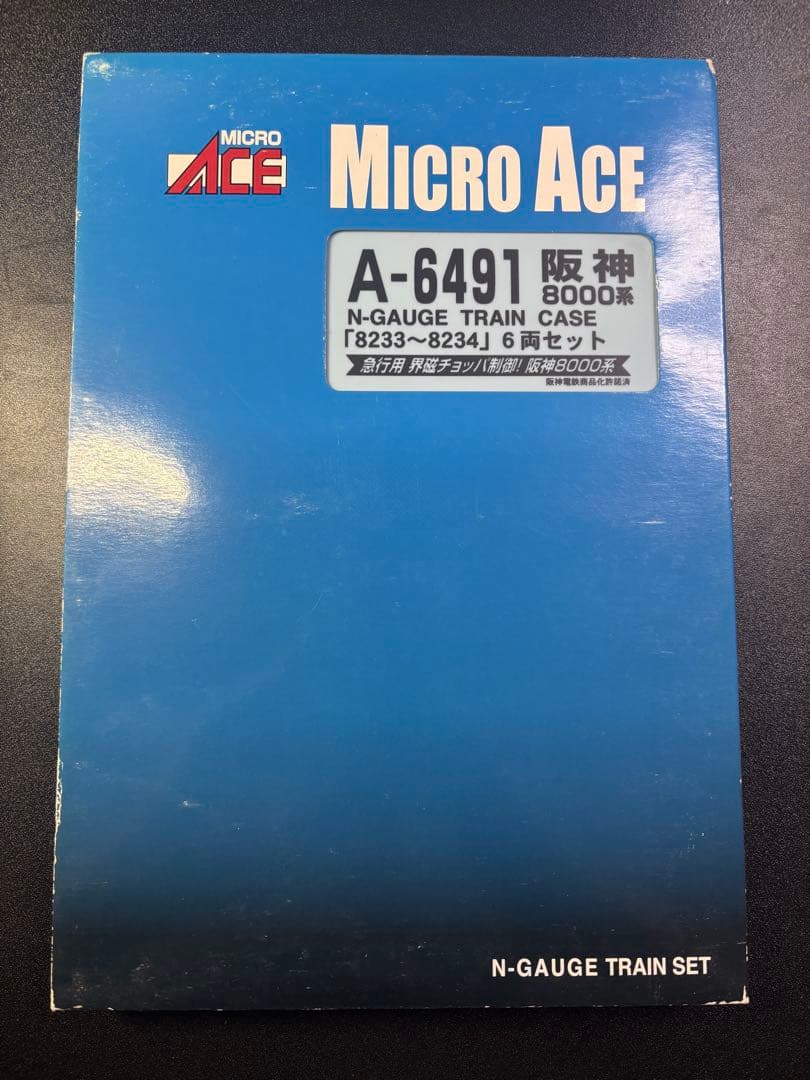 MICRO
ACE
MICRO ACE
A-6491 阪神
8000系
N-GAUGE TRAIN CASE
「8233～8234」6両セット
急行用 界磁チョッパ制御! 阪神8000系
阪神電鉄商品化許諾済
N-GAUGE TRAIN SET